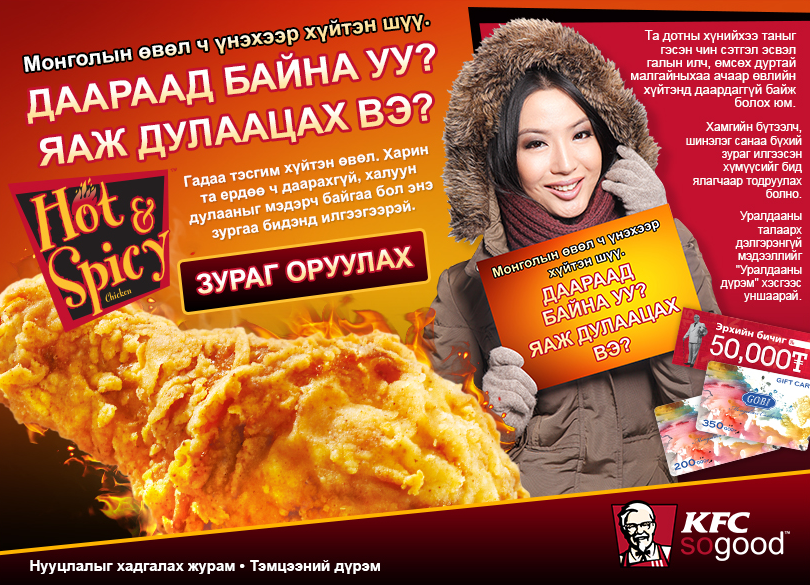 Монголын өвөл ч үнэхээр хүйтэн шүү.
ДААРААД БАЙНА УУ?
ЯАЖ ДУЛААЦАХ ВЭ?
Hot &
Spicy
Chicken
Гадаа тэсгим хүйтэн өвөл. Харин
та ердөө ч даарахгүй, халуун
дулааныг мэдэрч байгаа бол энэ
зургаа бидэнд илгээгээрэй.
ЗУРАГ ОРУУЛАХ
Монголын өвөл ч үнэхээр
хүйтэн шүү.
ДААРААД
БАЙНА УУ?
ЯАЖ ДУЛААЦАХ
ВЭ?
Та дотны хүнийхээ таныг
гэсэн чин сэтгэл эсвэл
галын илч, өмсөх дуртай
малгайныхаа ачаар өвлийн
хүйтэнд даардаггүй байж
болох юм.
Хамгийн бүтээлч,
шинэлэг санаа бүхий
зураг илгээсэн
хүмүүсийг бид
ялагчаар тодруулах
болно.
Уралдааны
талаарх
дэлгэрэнгүй
мэдээллийг
"Уралдааны
дүрэм" хэсгээс
уншаарай.
Эрхийн бичиг
50,000₮
GIFT CAR
GOBI
350
200
KFC
sogood™
Нууцлалыг хадгалах журам • Тэмцээний дүрэм